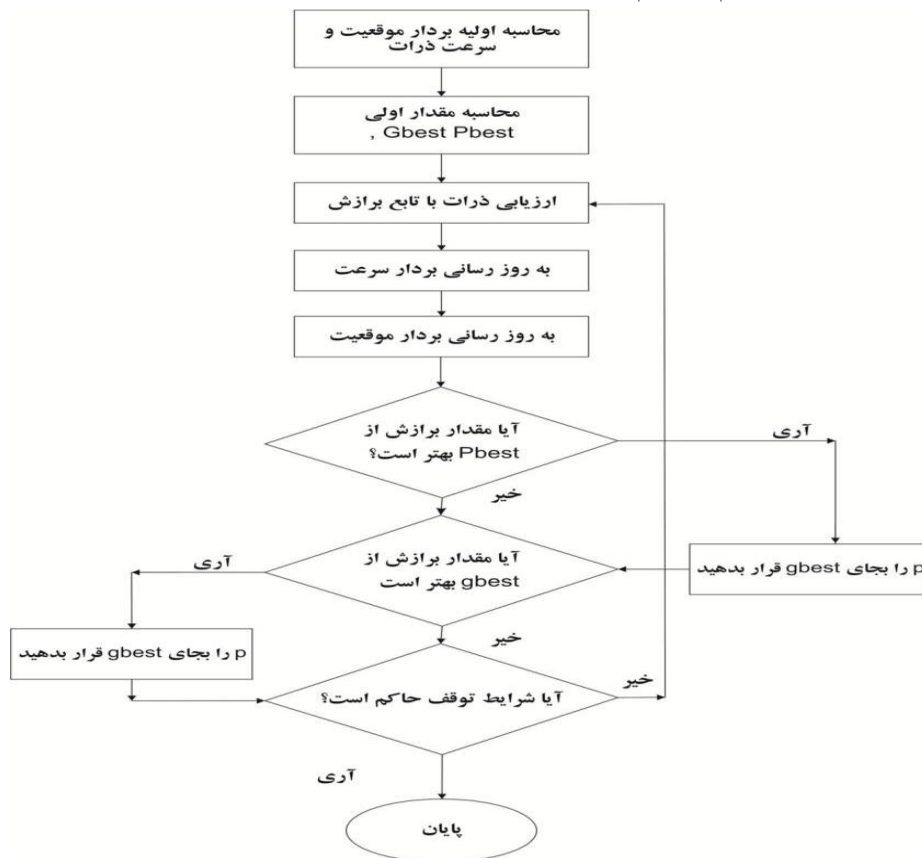 محاسبه اولیه بردار موقعیت و
سرعت ذرات
محاسبه مقدار اولی
, Gbest Pbest
ارزیابی ذرات با تابع برازش
به روز رسانی بردار سرعت
به روز رسانی بردار موقعیت
آیا مقدار برازش از
Pbest بهتر است؟
آری
خیر
آیا مقدار برازش از
gbest بهتر است
آری
p را بجای gbest قرار بدهید
خیر
p را بجای gbest قرار بدهید
آیا شرایط توقف حاکم است؟
خیر
آری
پایان